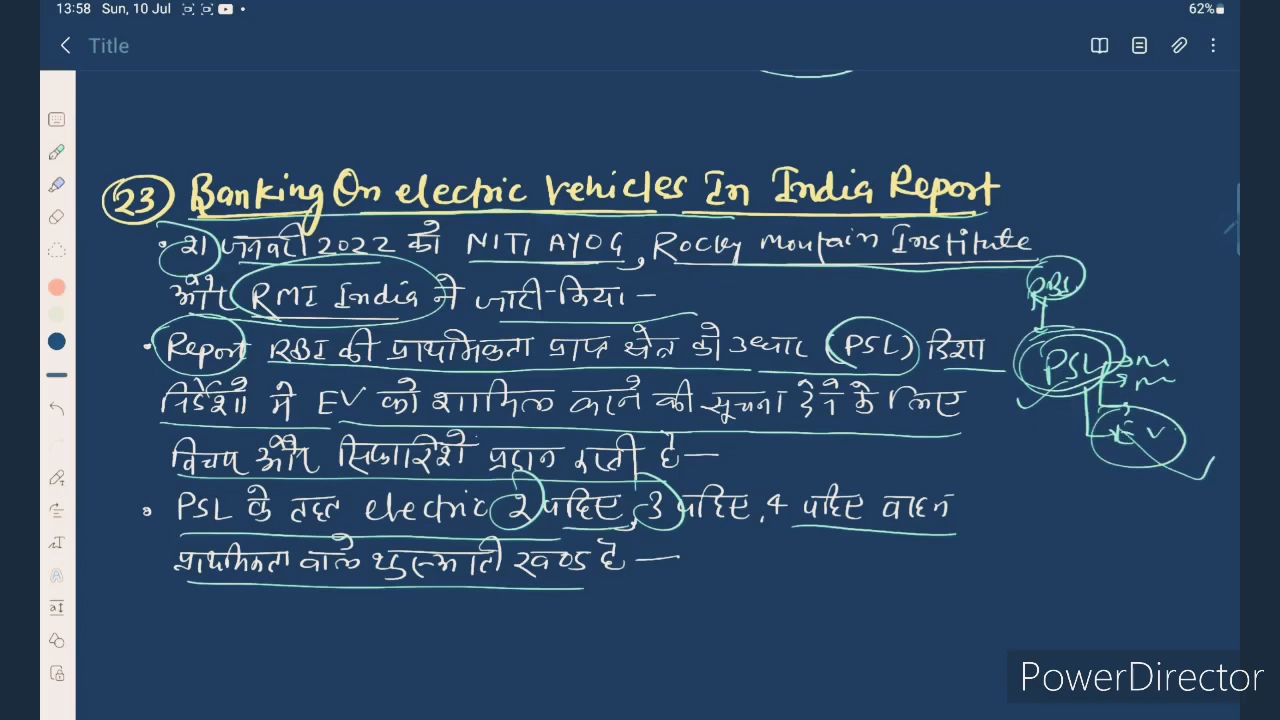 13:58 Sun, 10 Jul
62%
Title
23) Banking On electric Vehicles In India Report
• 21 जनवरी 2022 को NITI AYOG, Rocky Mountain Institute
और RMI India ने जारी किया –
RBI
• Report RBI की प्राथमिकता प्राप्त क्षेत्र को उधार (PSL) दिशा
PSL
निर्देशों में EV को शामिल करने की सूचना देने के लिए
EV
विचार और सिफारिशें प्रदान करती है –
• PSL के तहत electric 2 पहिए, 3 पहिए, 4 पहिए वाहन
प्राथमिकता वाले शुरुआती खण्ड है –
PowerDirector